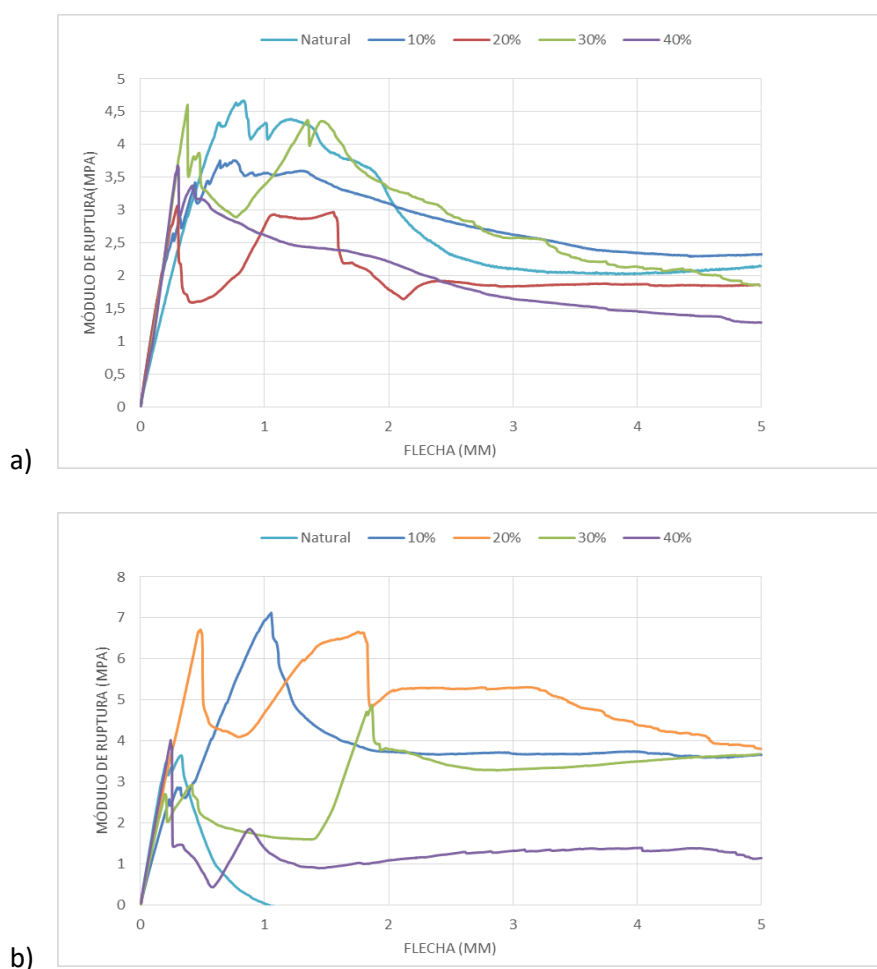 Natural 10% 20% 30% 40%
5
4,5
4
3,5
3
2,5
2
1,5
1
0,5
0
MÓDULO DE RUPTURA(MPA)
0 1 2 3 4 5
FLECHA (MM)
a)
Natural 10% 20% 30% 40%
8
7
6
5
4
3
2
1
0
MÓDULO DE RUPTURA (MPA)
0 1 2 3 4 5
FLECHA (MM)
b)